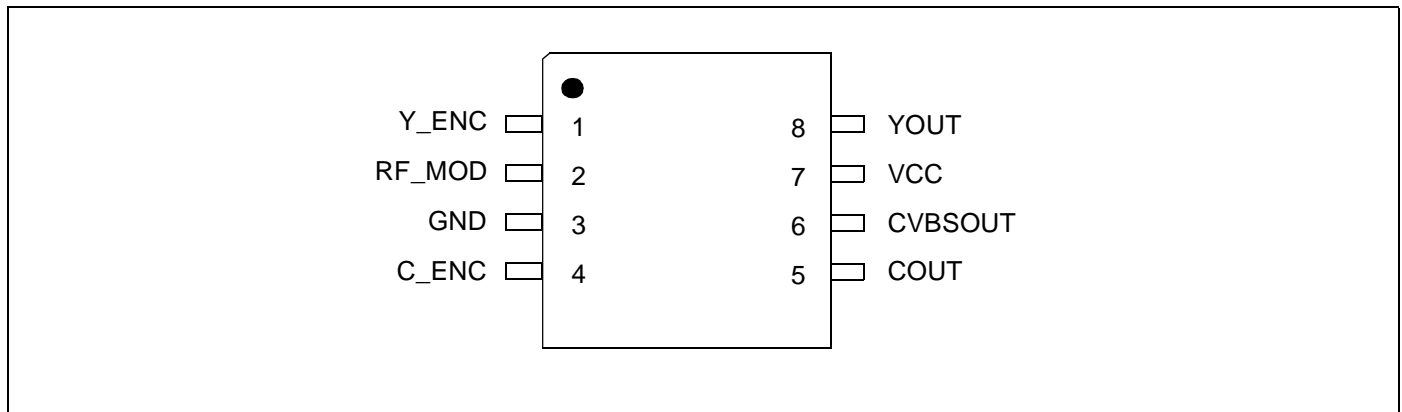 Y_ENC 1 8 YOUT
RF_MOD 2 7 VCC
GND 3 6 CVBSOUT
C_ENC 4 5 COUT